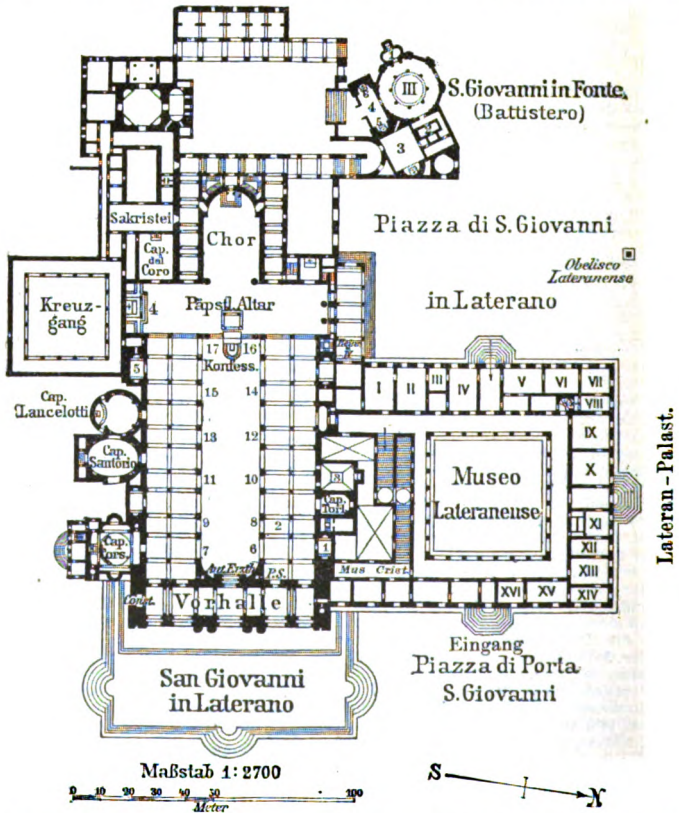 III
S. Giovanni in Fonte.
(Battistero)
4
5
3
Piazza di S. Giovanni
in Laterano
Obelisco
Lateranense
Sakristei
Cap.
del
Coro
Chor
Kreuz-
gang
4
Päpstl. Altar
17 16
Konfess.
5
15 14
13 12
11 10
9 8 2
7 6
1
Cap.
Lancelotti
Cap.
Santorio
Cap.
Cors.
Cap.
Torl.
I II III IV V VI VII
VIII
IX
X
XI
XII
XIII
XIV
XV
XVI
Museo
Lateranense
Mus Crist.
P.S.
Const.
Vorhalle
Lateran-Palast.
Eingang
Piazza di Porta
S. Giovanni
San Giovanni
in Laterano
Maßstab 1:2700
0 10 20 30 40 50 100
Meter
S N